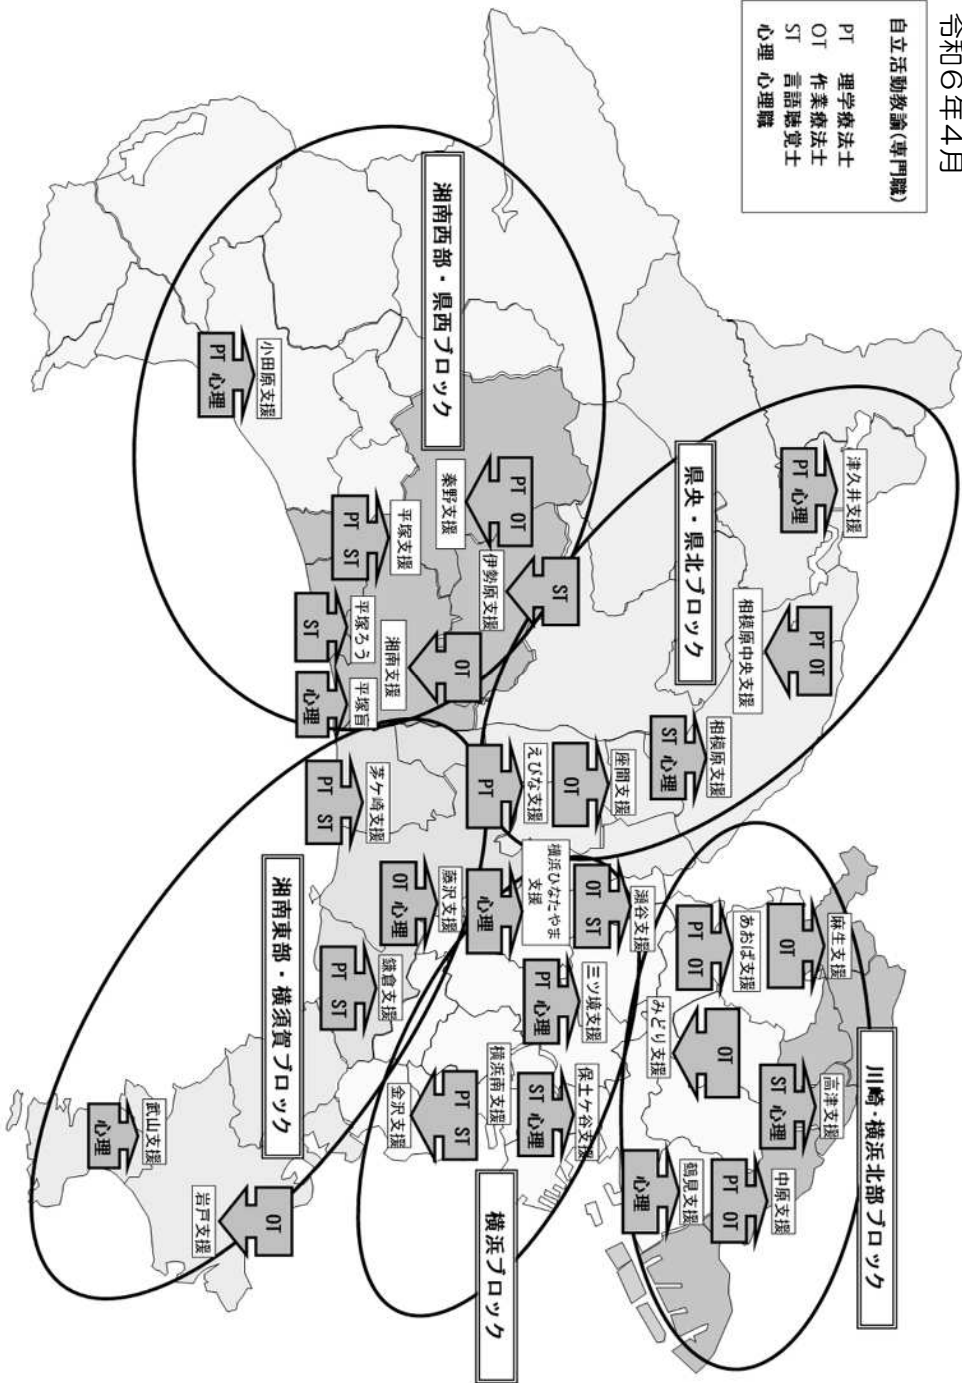 令和6年4月
自立活動教諭(専門職)
PT 理学療法士
OT 作業療法士
ST 言語聴覚士
心理 心理職
川崎・横浜北部ブロック
麻生支援
OT
高津支援
ST 心理
中原支援
PT OT
あおば支援
PT OT
みどり支援
OT
鶴見支援
心理
県央・県北ブロック
津久井支援
PT 心理
相模原中央支援
PT OT
相模原支援
ST 心理
座間支援
OT
えびな支援
PT
横浜ブロック
瀬谷支援
OT ST
三ツ境支援
PT 心理
保土ケ谷支援
ST 心理
横浜ひなたやま
支援
心理
横浜南支援
金沢支援
PT ST
湘南西部・県西ブロック
伊勢原支援
ST
秦野支援
PT OT
湘南支援
OT
平塚支援
PT ST
平塚ろう
ST
平塚盲
心理
小田原支援
PT 心理
湘南東部・横須賀ブロック
藤沢支援
OT 心理
茅ケ崎支援
PT ST
鎌倉支援
PT ST
岩戸支援
OT
武山支援
心理